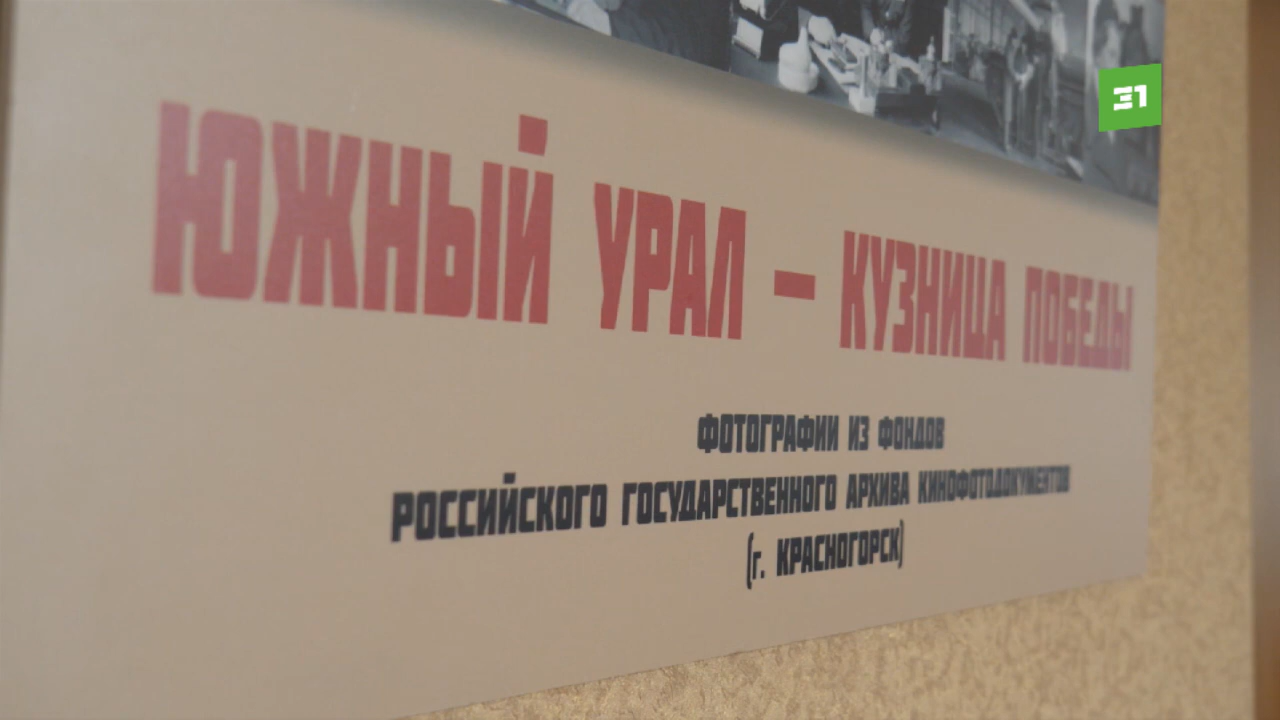 31
ЮЖНЫЙ УРАЛ – КУЗНИЦА ПОБЕДЫ
ФОТОГРАФИИ ИЗ ФОНДОВ
РОССИЙСКОГО ГОСУДАРСТВЕННОГО АРХИВА КИНОФОТОДОКУМЕНТОВ
(г. КРАСНОГОРСК)